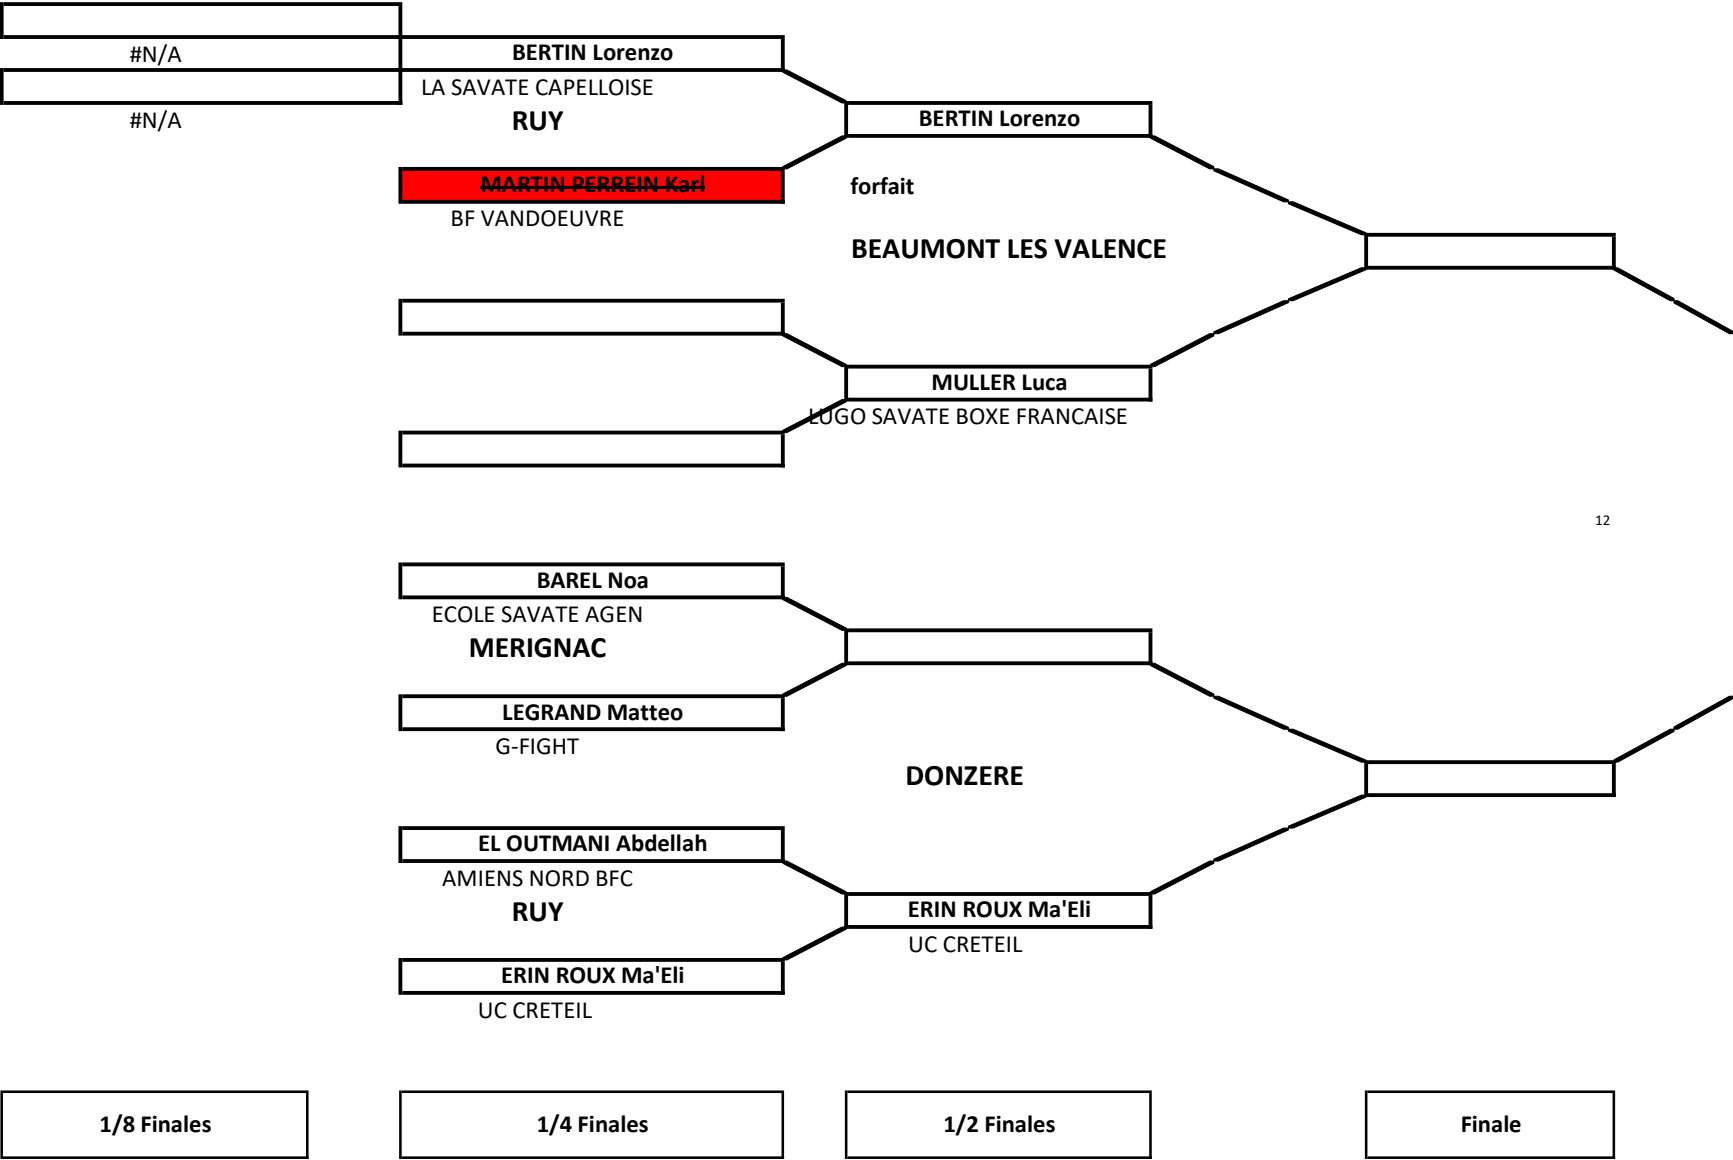 #N/A
BERTIN Lorenzo
LA SAVATE CAPELLOISE
#N/A
RUY
BERTIN Lorenzo
MARTIN PERREIN Karl
forfait
BF VANDOEUVRE
BEAUMONT LES VALENCE
MULLER Luca
LUGO SAVATE BOXE FRANCAISE
12
BAREL Noa
ECOLE SAVATE AGEN
MERIGNAC
LEGRAND Matteo
G-FIGHT
DONZERE
EL OUTMANI Abdellah
AMIENS NORD BFC
RUY
ERIN ROUX Ma'Eli
UC CRETEIL
ERIN ROUX Ma'Eli
UC CRETEIL
1/8 Finales
1/4 Finales
1/2 Finales
Finale